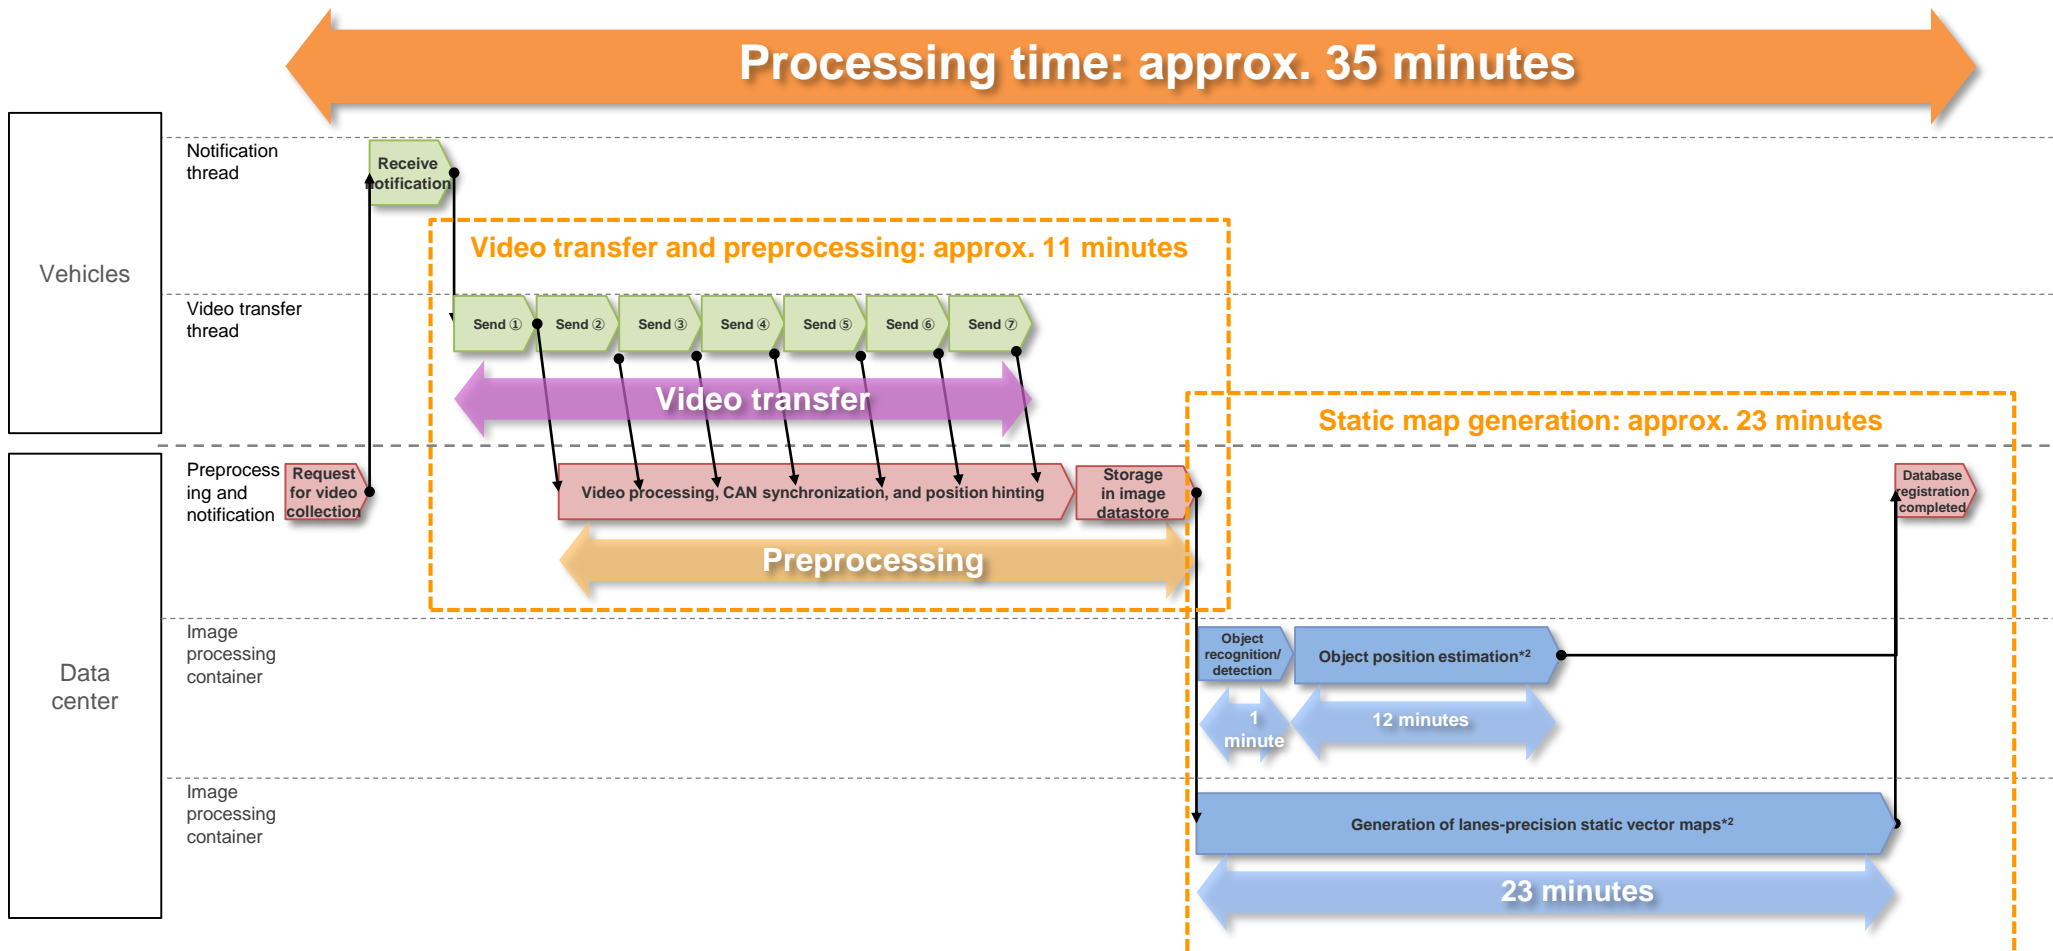 Processing time: approx. 35 minutes
Vehicles
Notification
thread
Receive
notification
Video transfer and preprocessing: approx. 11 minutes
Video transfer
thread
Send ①
Send ②
Send ③
Send ④
Send ⑤
Send ⑥
Send ⑦
Video transfer
Static map generation: approx. 23 minutes
Data
center
Preprocess
ing and
notification
Request
for video
collection
Video processing, CAN synchronization, and position hinting
Storage
in image
datastore
Database
registration
completed
Preprocessing
Image
processing
container
Object
recognition/
detection
Object position estimation*2
1
minute
12 minutes
Image
processing
container
Generation of lanes-precision static vector maps*2
23 minutes